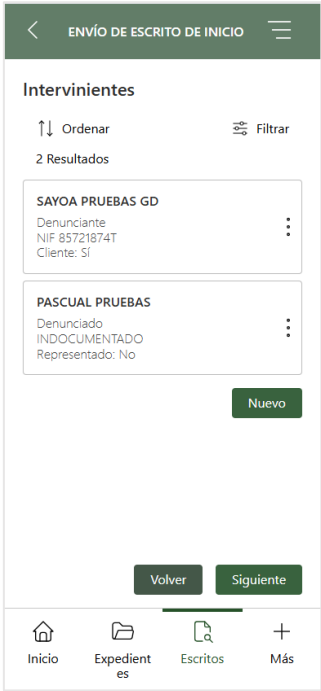 ENVÍO DE ESCRITO DE INICIO
Intervinientes
Ordenar
Filtrar
2 Resultados
SAYOA PRUEBAS GD
Denunciante
NIF 85721874T
Cliente: Sí
PASCUAL PRUEBAS
Denunciado
INDOCUMENTADO
Representado: No
Nuevo
Volver
Siguiente
Inicio
Expedient
es
Escritos
Más